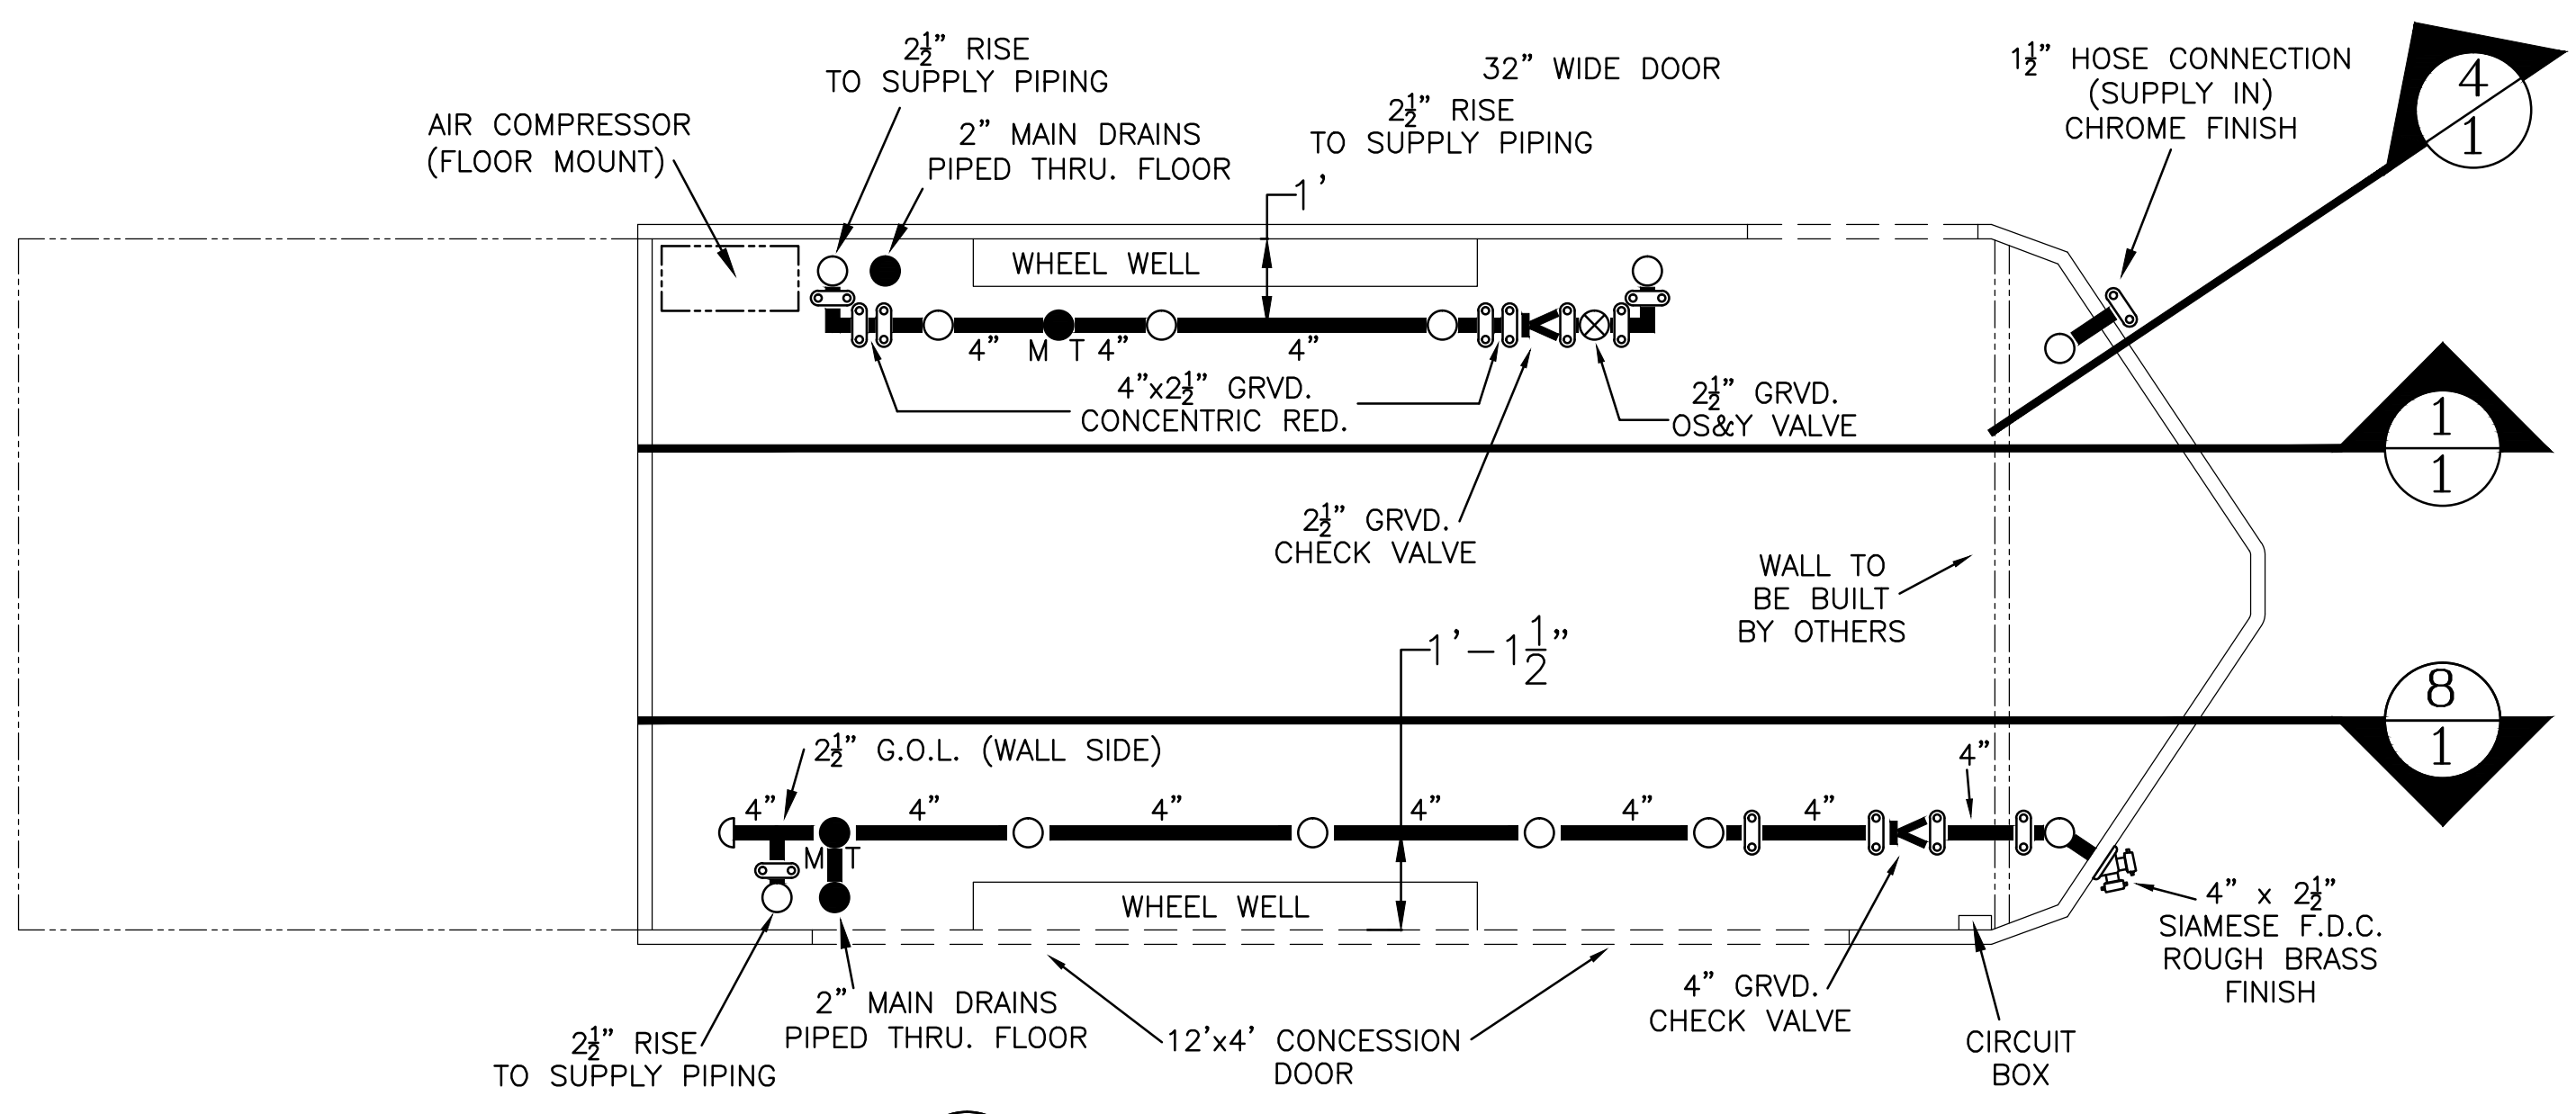 2½” RISE
TO SUPPLY PIPING
32” WIDE DOOR
1½” HOSE CONNECTION
(SUPPLY IN)
CHROME FINISH
4
1
AIR COMPRESSOR
(FLOOR MOUNT)
2” MAIN DRAINS
PIPED THRU. FLOOR
2½” RISE
TO SUPPLY PIPING
1’
WHEEL WELL
4” M T 4” 4”
4”x2½” GRVD.
CONCENTRIC RED.
2½” GRVD.
OS&Y VALVE
1
1
2½” GRVD.
CHECK VALVE
WALL TO
BE BUILT
BY OTHERS
1’–1½”
8
1
2½” G.O.L. (WALL SIDE)
4”
4” 4” 4” 4” 4” 4”
M T
WHEEL WELL
4” x 2½”
SIAMESE F.D.C.
ROUGH BRASS
FINISH
2” MAIN DRAINS
PIPED THRU. FLOOR
4” GRVD.
CHECK VALVE
2½” RISE
TO SUPPLY PIPING
12’x4’ CONCESSION
DOOR
CIRCUIT
BOX